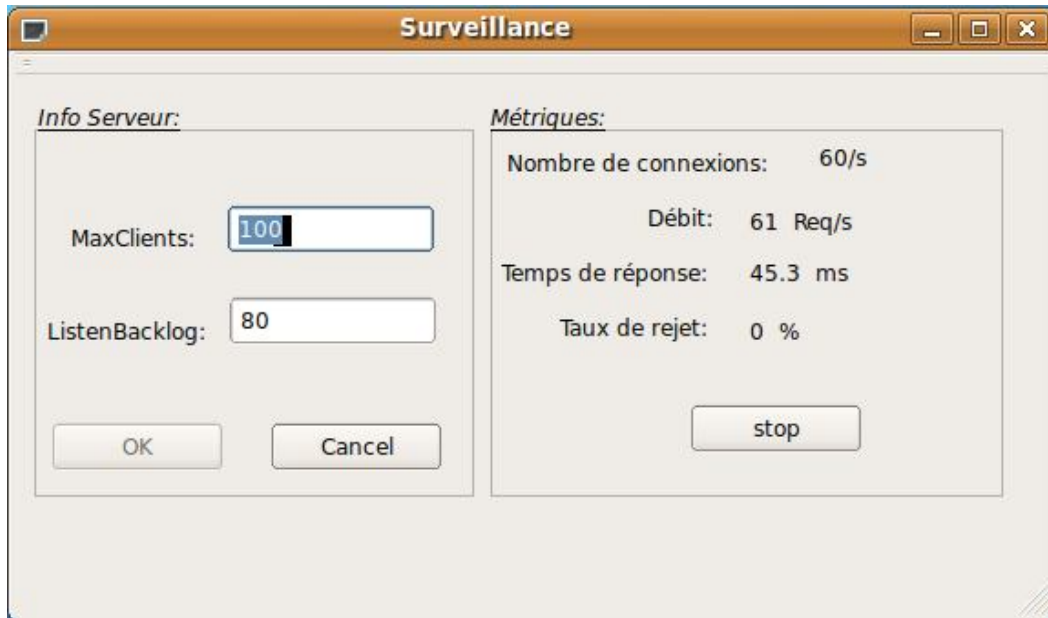 Surveillance
Info Serveur:
MaxClients: 100
ListenBacklog: 80
OK Cancel
Métriques:
Nombre de connexions: 60/s
Débit: 61 Req/s
Temps de réponse: 45.3 ms
Taux de rejet: 0 %
stop